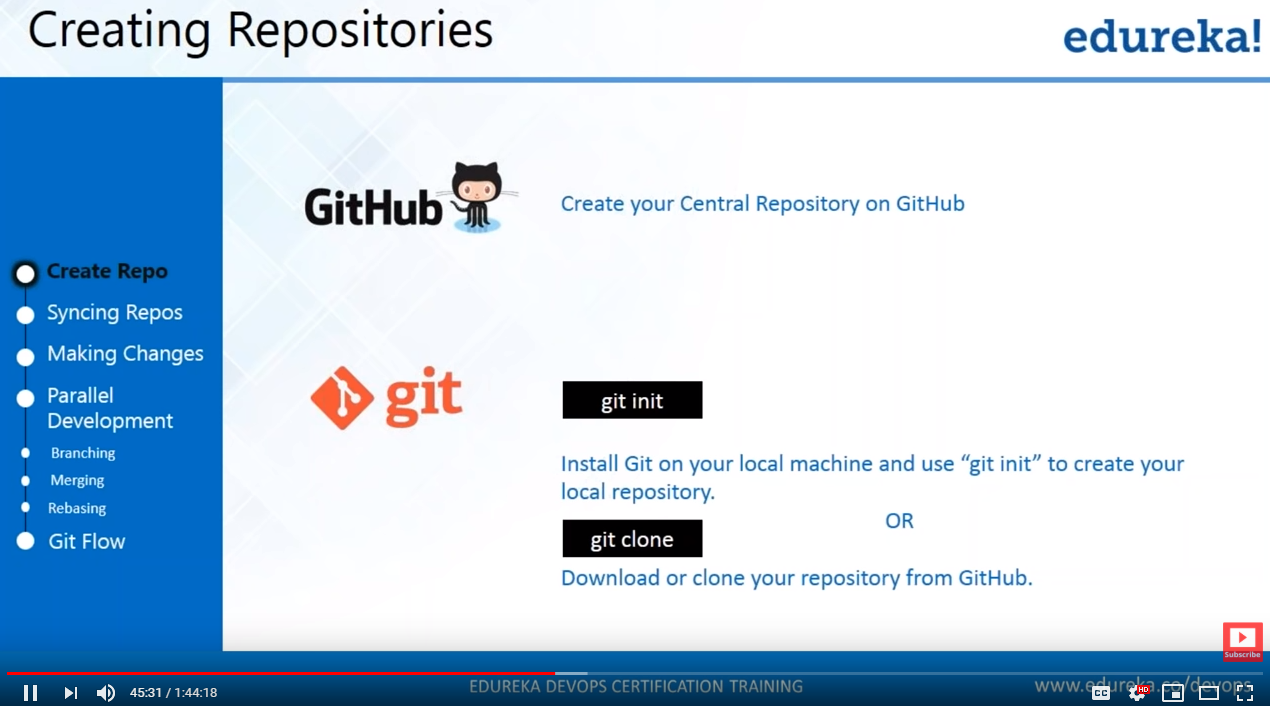 Creating Repositories
edureka!
GitHub
Create your Central Repository on GitHub
Create Repo
Syncing Repos
Making Changes
Parallel
Development
Branching
Merging
Rebasing
Git Flow
git
git init
Install Git on your local machine and use “git init” to create your
local repository.
OR
git clone
Download or clone your repository from GitHub.
Subscribe
45:31 / 1:44:18
EDUREKA DEVOPS CERTIFICATION TRAINING
www.edureka.co/devops
CC
HD